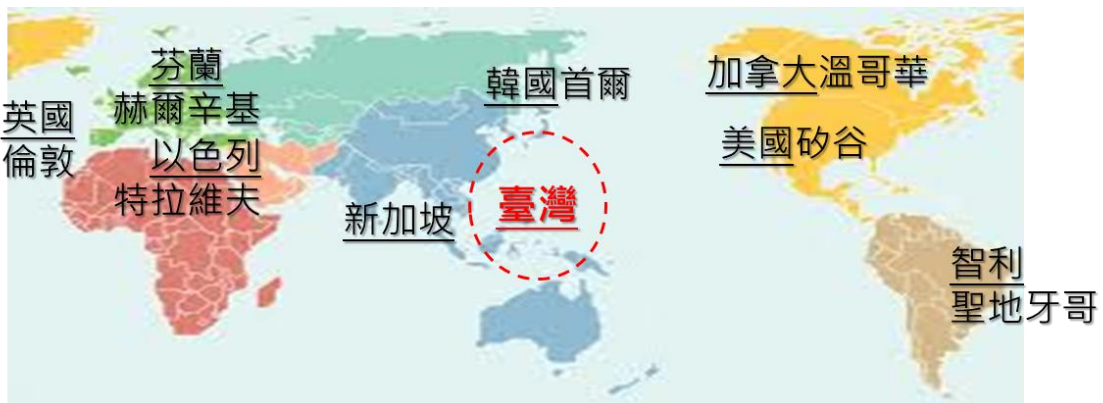 芬蘭
赫爾辛基
英國
倫敦
以色列
特拉維夫
新加坡
韓國首爾
臺灣
加拿大溫哥華
美國矽谷
智利
聖地牙哥